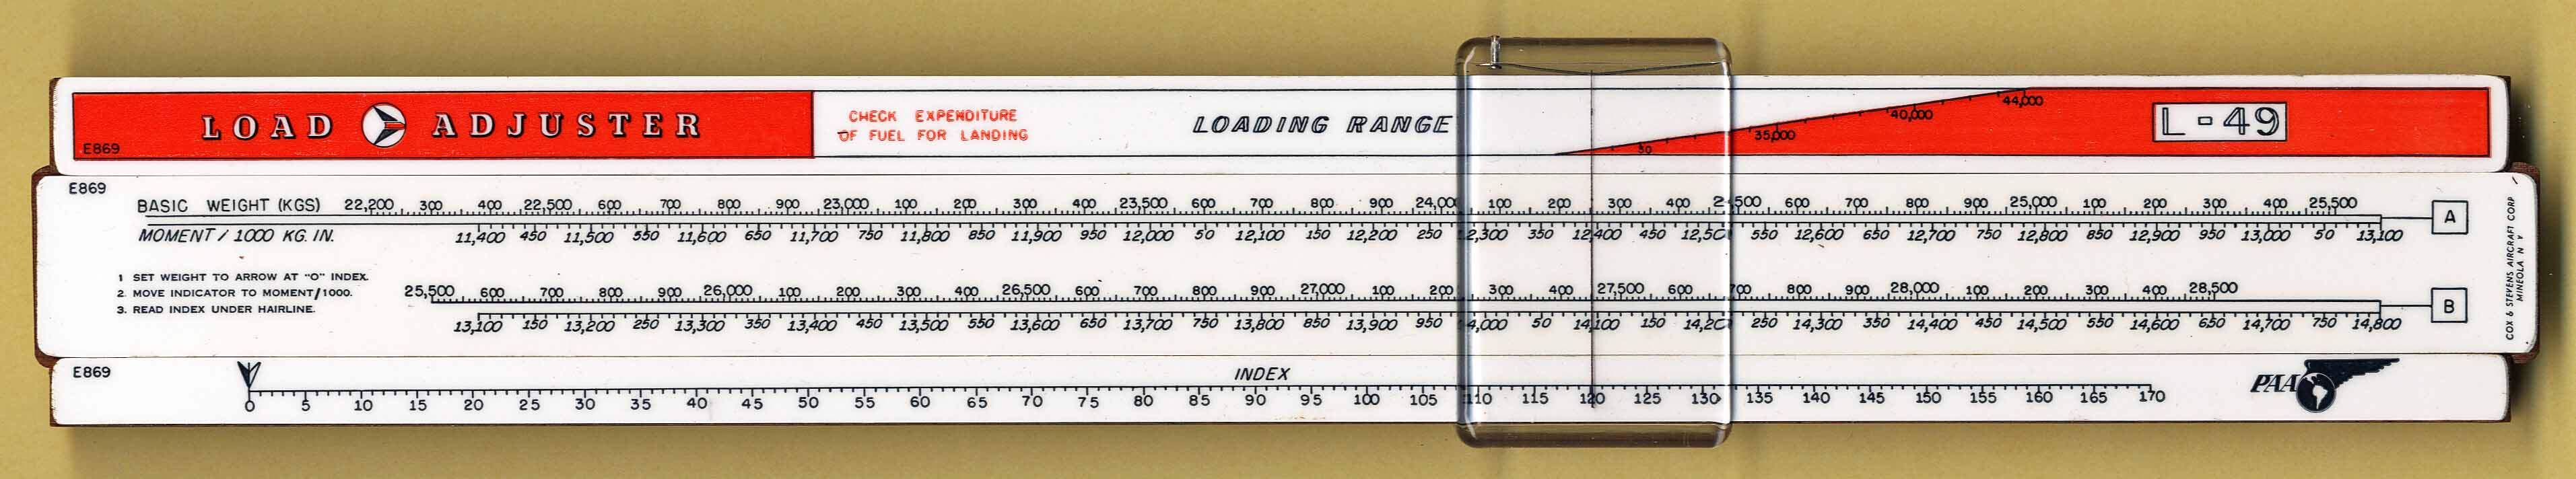 LOAD ADJUSTER
E869
CHECK EXPENDITURE
OF FUEL FOR LANDING
LOADING RANGE
30 35,000 40,000 44,000
L-49
E869
BASIC WEIGHT (KGS) 22,200 300 400 22,500 600 700 800 900 23,000 100 200 300 400 23,500 600 700 800 900 24,000 100 200 300 400 24,500 600 700 800 900 25,000 100 200 300 400 25,500
A
MOMENT / 1000 KG. IN. 11,400 450 11,500 550 11,600 650 11,700 750 11,800 850 11,900 950 12,000 50 12,100 150 12,200 250 12,300 350 12,400 450 12,500 550 12,600 650 12,700 750 12,800 850 12,900 950 13,000 50 13,100
1 SET WEIGHT TO ARROW AT "O" INDEX.
2. MOVE INDICATOR TO MOMENT/1000.
3. READ INDEX UNDER HAIRLINE.
25,500 600 700 800 900 26,000 100 200 300 400 26,500 600 700 800 900 27,000 100 200 300 400 27,500 600 700 800 900 28,000 100 200 300 400 28,500
B
13,100 150 13,200 250 13,300 350 13,400 450 13,500 550 13,600 650 13,700 750 13,800 850 13,900 950 14,000 50 14,100 150 14,200 250 14,300 350 14,400 450 14,500 550 14,600 650 14,700 750 14,800
COX & STEVENS AIRCRAFT CORP
MINEOLA N Y
E869
INDEX
0 5 10 15 20 25 30 35 40 45 50 55 60 65 70 75 80 85 90 95 100 105 110 115 120 125 130 135 140 145 150 155 160 165 170
PAA